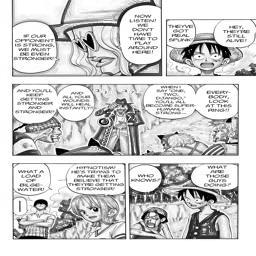 HEY,
THEY'RE
STILL
ALIVE!
THEY'VE
GOT REAL
SPUNK!
NOW
LISTEN!
WE
DON'T
HAVE
TIME TO
PLAY
AROUND
HERE!
IF OUR
OPPONENT
IS STRONG,
WE MUST
BE EVEN
STRONGER!
EVERY-
BODY,
LOOK AT
THIS
RING!!
WHEN I
SAY "ONE,
TWO,
DJANGO,"
YOU'LL ALL
BECOME SUPER-
HUMANLY
STRONG...
AND
ALL YOUR
WOUNDS
WILL HEAL
INSTANTLY!
AND YOU'LL
KEEP
GETTING
STRONGER
AND
STRONGER!
WHAT
ARE
THOSE
GUYS
DOING?
WHO
KNOWS?
HYPNOTISM!
HE'S TRYING TO
MAKE THEM
BELIEVE THAT
THEY'RE GETTING
STRONGER!
WHAT A
LOAD
OF
BILGE-
WATER!